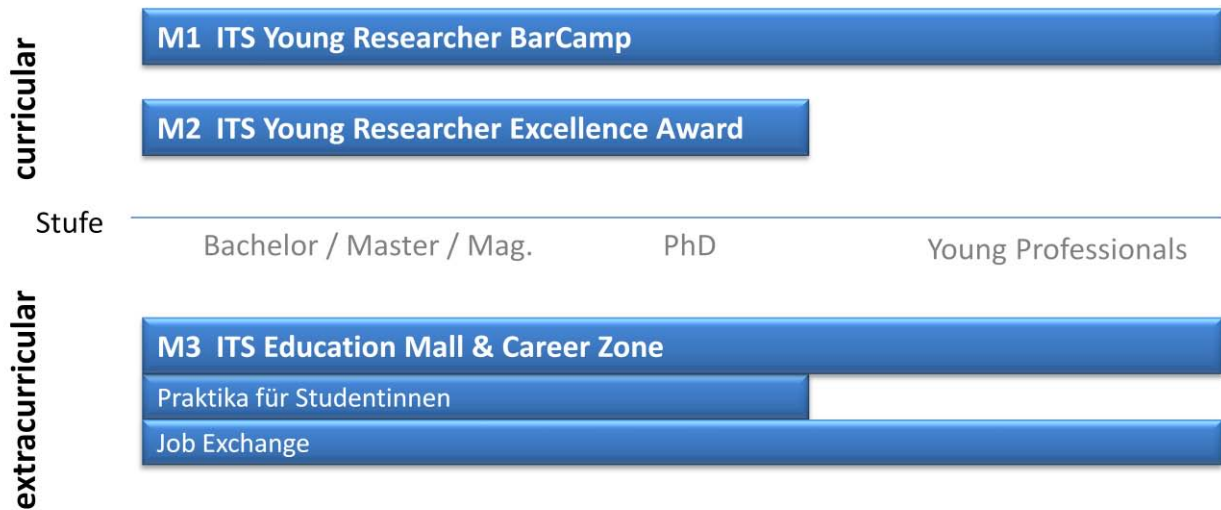 curricular
M1 ITS Young Researcher BarCamp
M2 ITS Young Researcher Excellence Award
Stufe
Bachelor / Master / Mag. PhD Young Professionals
extracurricular
M3 ITS Education Mall & Career Zone
Praktika für Studentinnen
Job Exchange